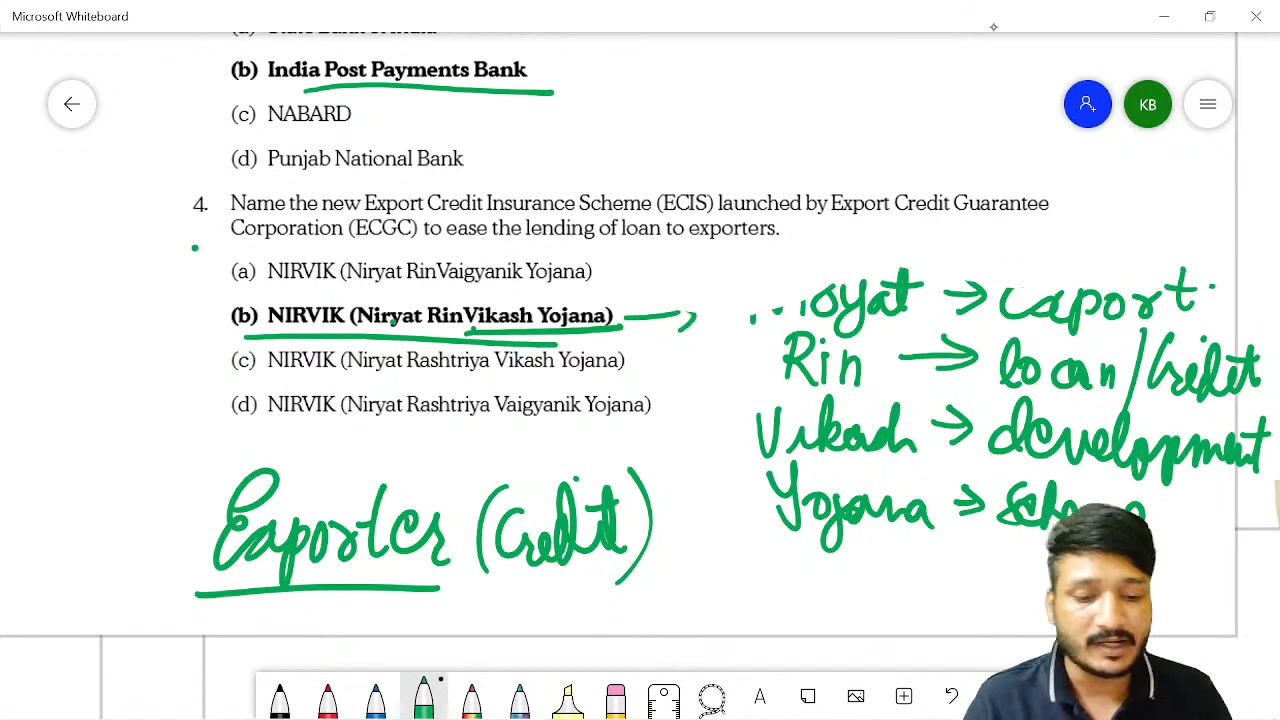 Microsoft Whiteboard
(b) India Post Payments Bank
KB
(c) NABARD
(d) Punjab National Bank
4. Name the new Export Credit Insurance Scheme (ECIS) launched by Export Credit Guarantee
Corporation (ECGC) to ease the lending of loan to exporters.
(a) NIRVIK (Niryat RinVaigyanik Yojana)
(b) NIRVIK (Niryat RinVikash Yojana) →
(c) NIRVIK (Niryat Rashtriya Vikash Yojana)
(d) NIRVIK (Niryat Rashtriya Vaigyanik Yojana)
→ export
Rin → loan/Credit
Vikash → development
Yojana →
Exporter (Credit)
A